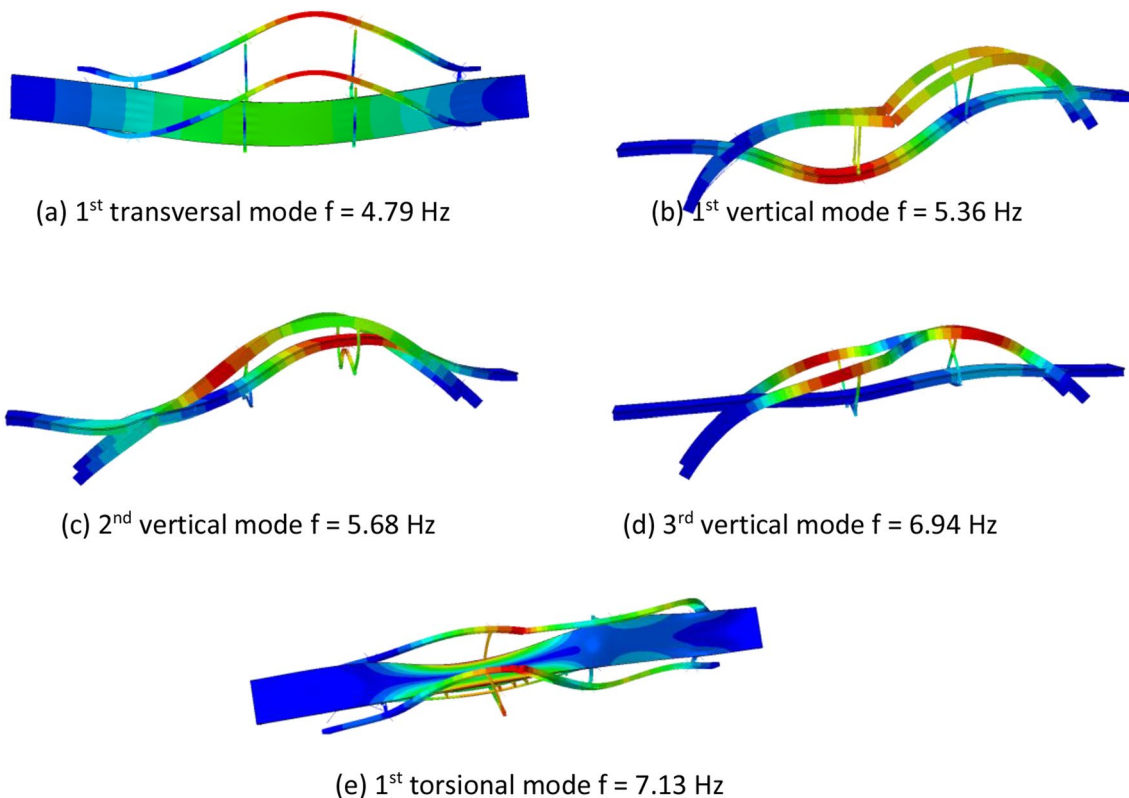 (a) 1st transversal mode f = 4.79 Hz
(b) 1st vertical mode f = 5.36 Hz
(c) 2nd vertical mode f = 5.68 Hz
(d) 3rd vertical mode f = 6.94 Hz
(e) 1st torsional mode f = 7.13 Hz